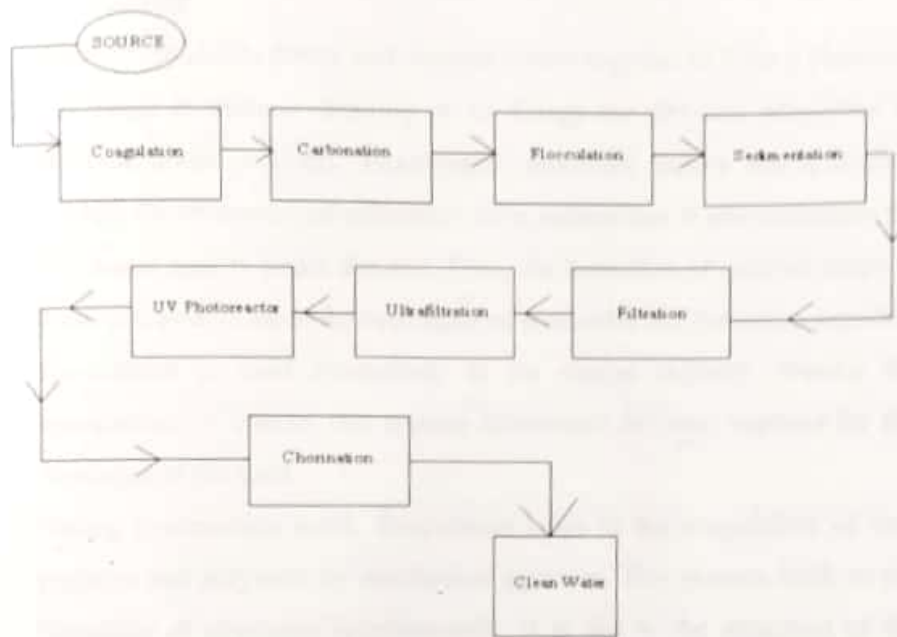 SOURCE
Coagulation
Carbonation
Flocculation
Sedimentation
Filtration
Ultrafiltration
UV Photoreactor
Chorination
Clean Water